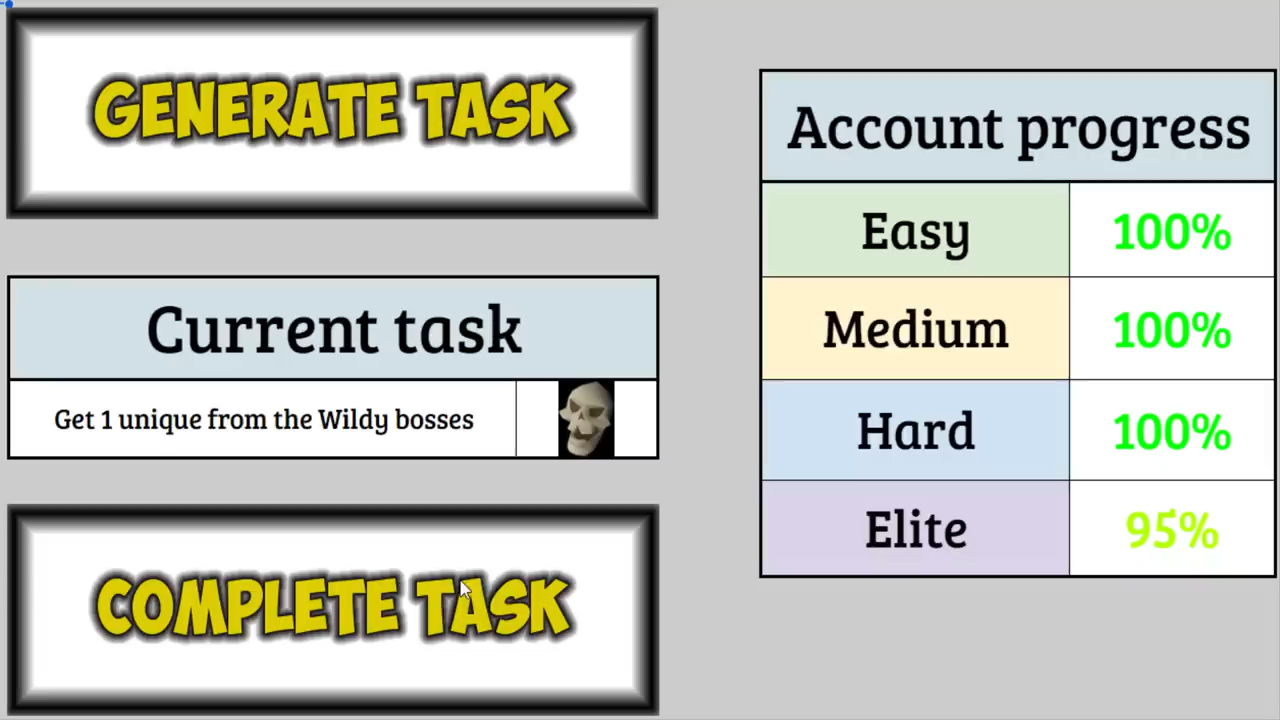 GENERATE TASK
Current task
Get 1 unique from the Wildy bosses
COMPLETE TASK
Account progress
Easy 100%
Medium 100%
Hard 100%
Elite 95%